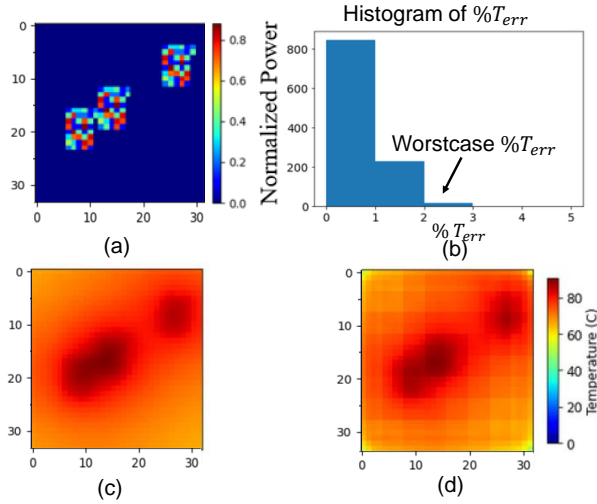 0
10
20
30
0 10 20 30
0.8
0.6
0.4
0.2
0.0
Normalized Power
(a)
Histogram of %T_err
800
600
400
200
0
0 1 2 3 4 5
Worstcase %T_err
% T_err
(b)
0
10
20
30
0 10 20 30
(c)
0
10
20
30
0 10 20 30
80
60
40
20
0
Temperature (C)
(d)